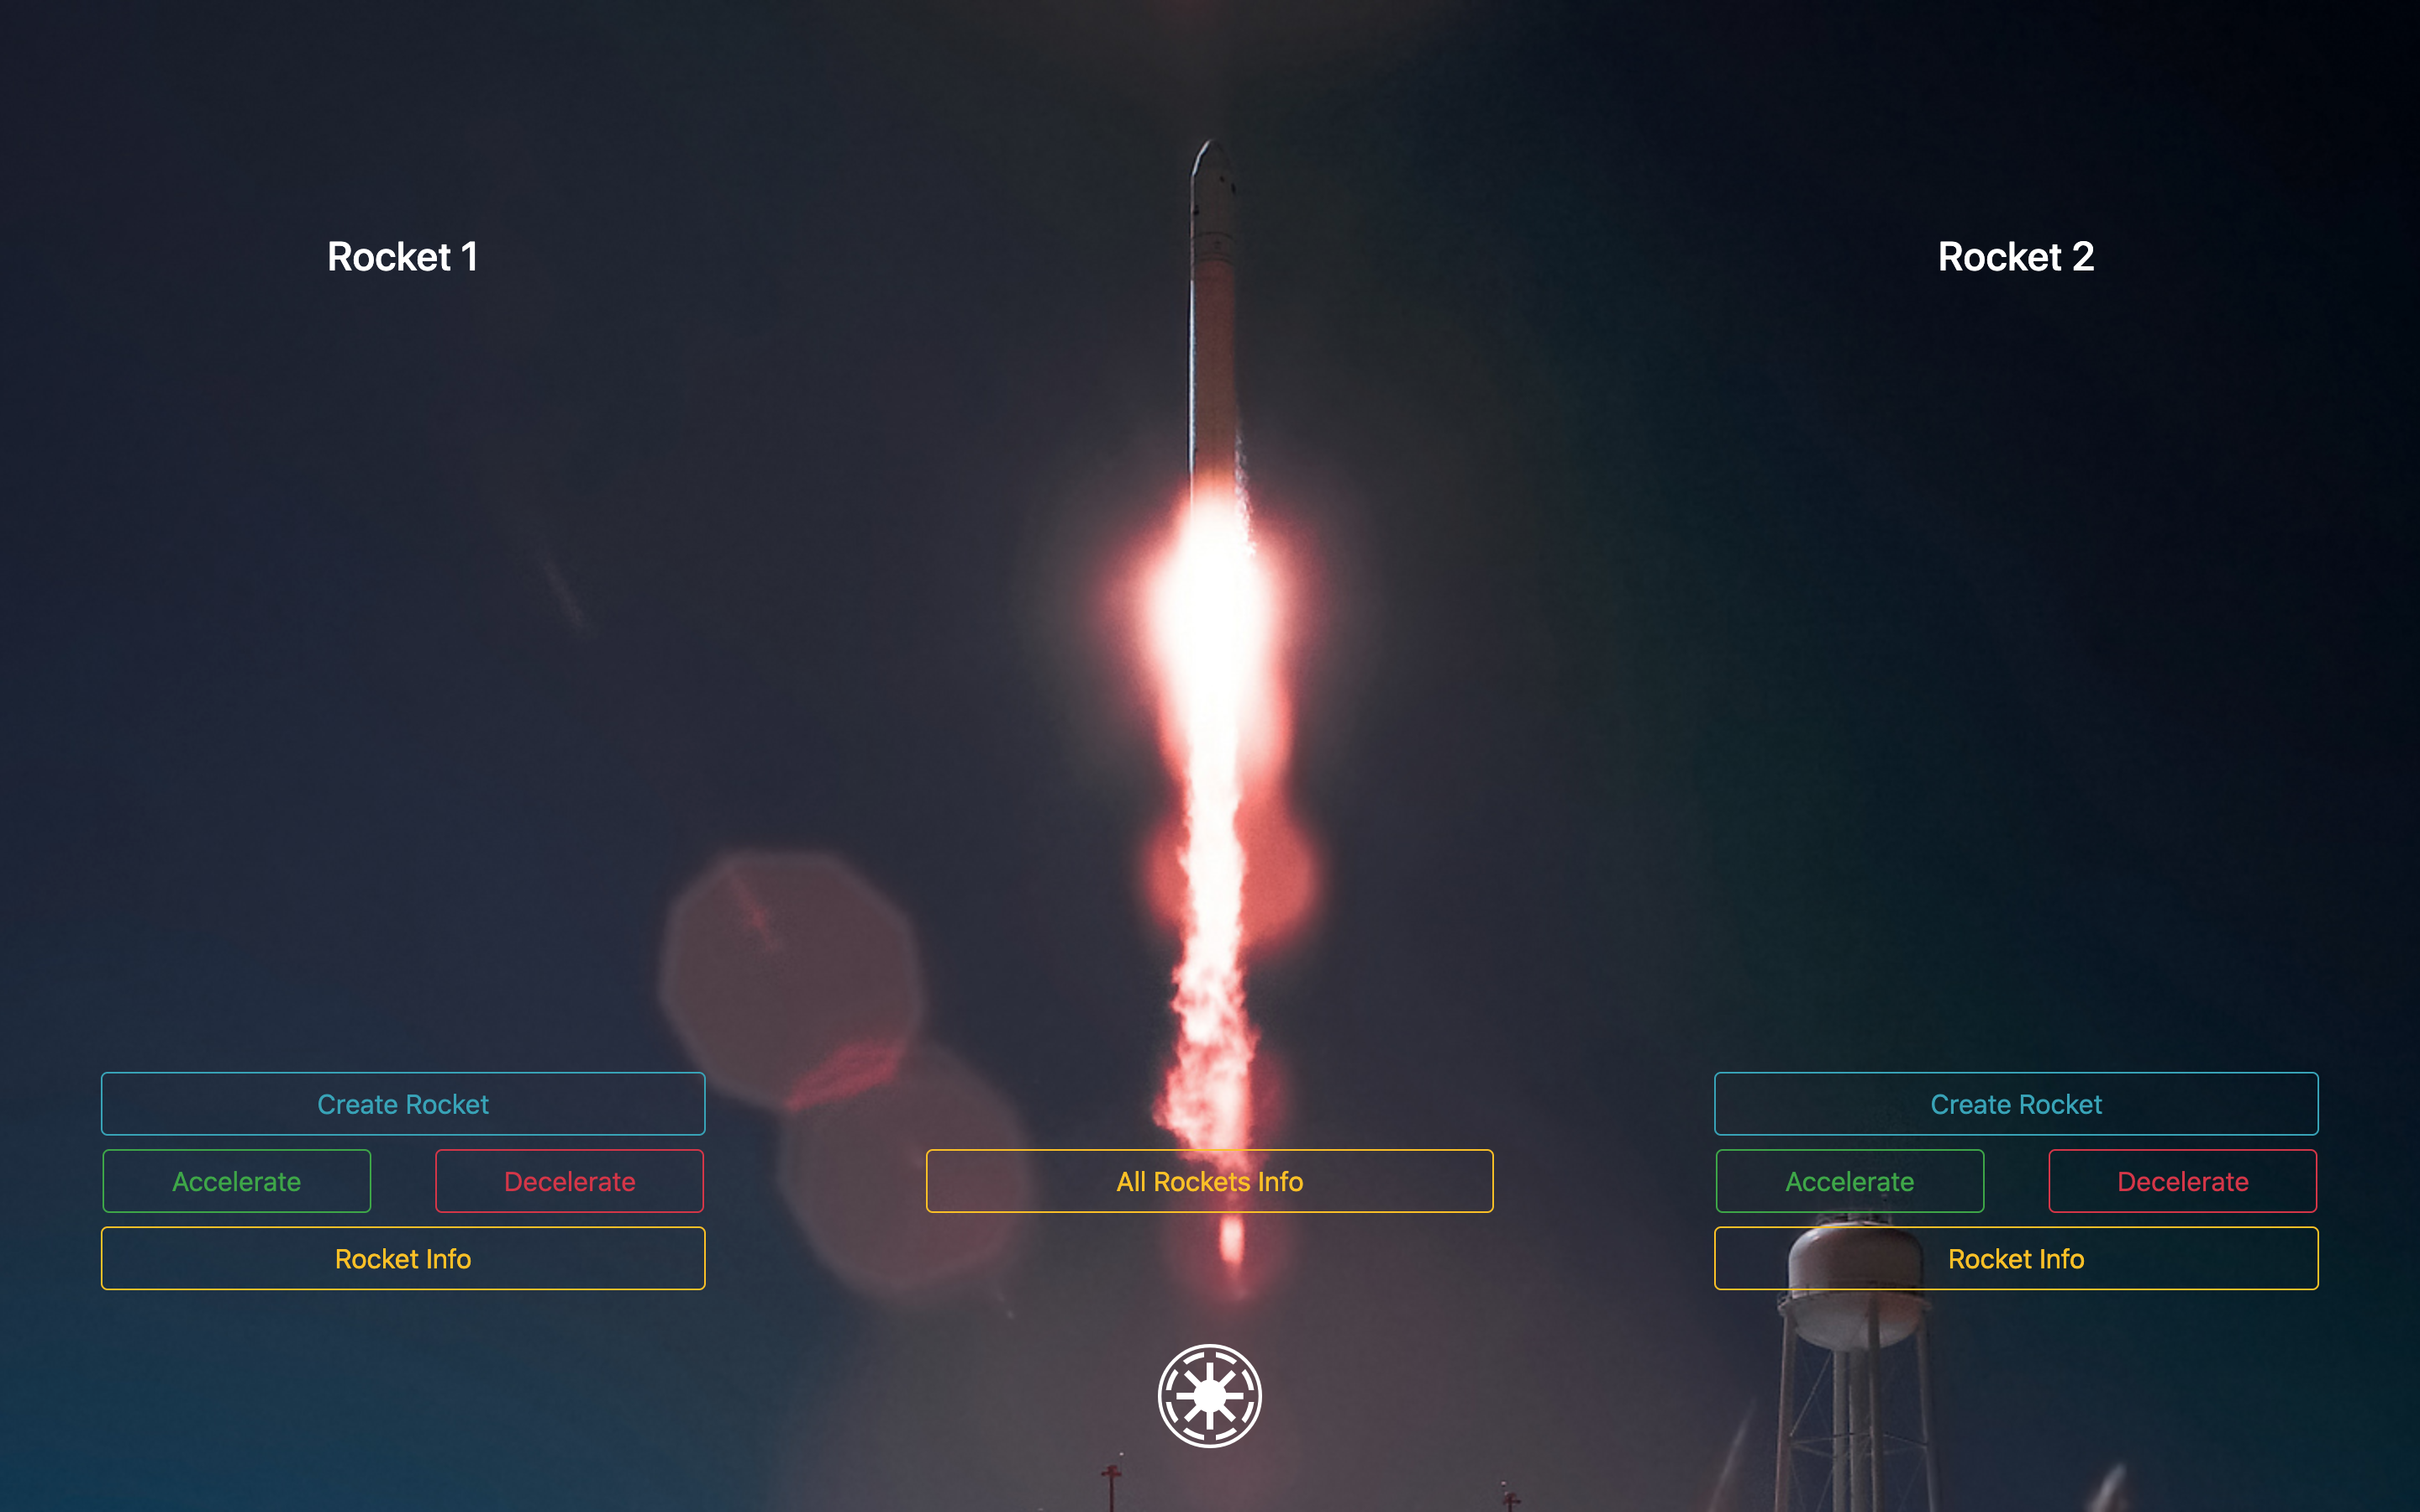 Rocket 1
Rocket 2
Create Rocket
Create Rocket
Accelerate
Decelerate
All Rockets Info
Accelerate
Decelerate
Rocket Info
Rocket Info